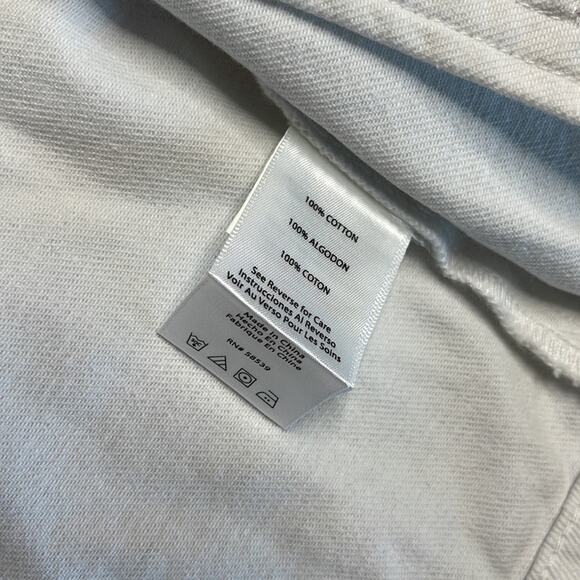 100% COTTON
100% ALGODON
100% COTON
See Reverse for Care
Instrucciones Al Reverso
Voir Au Verso Pour Les Soins
Made in China
Hecho En China
Fabrique En Chine
RN# 58539